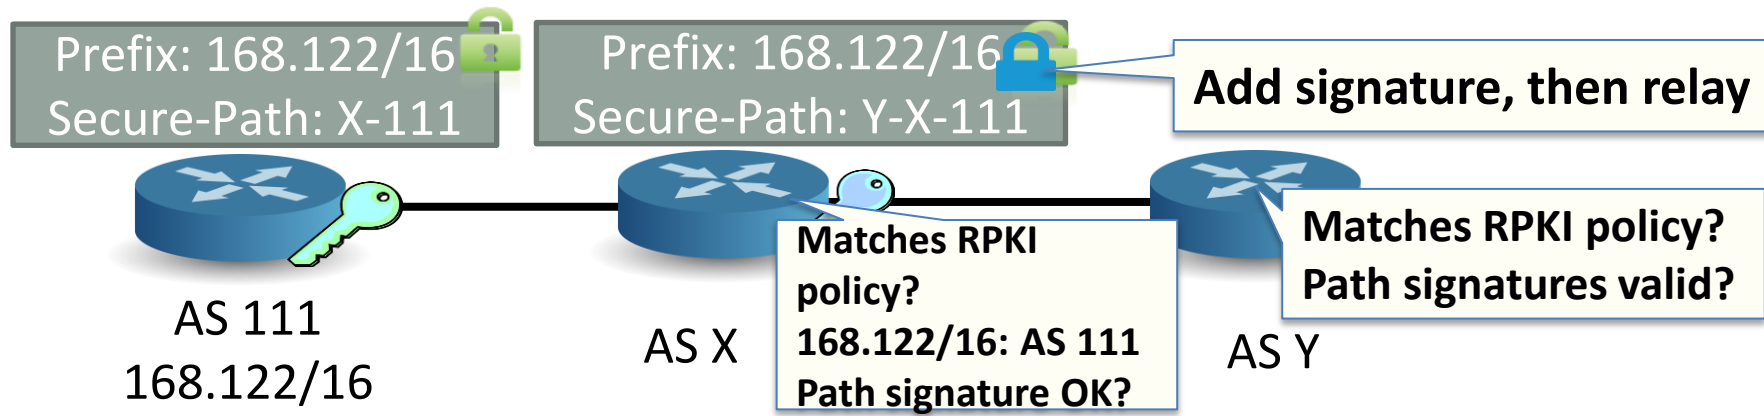 Prefix: 168.122/16
Secure-Path: X-111
Prefix: 168.122/16
Secure-Path: Y-X-111
Add signature, then relay
AS 111
168.122/16
AS X
Matches RPKI
policy?
168.122/16: AS 111
Path signature OK?
Matches RPKI policy?
Path signatures valid?
AS Y